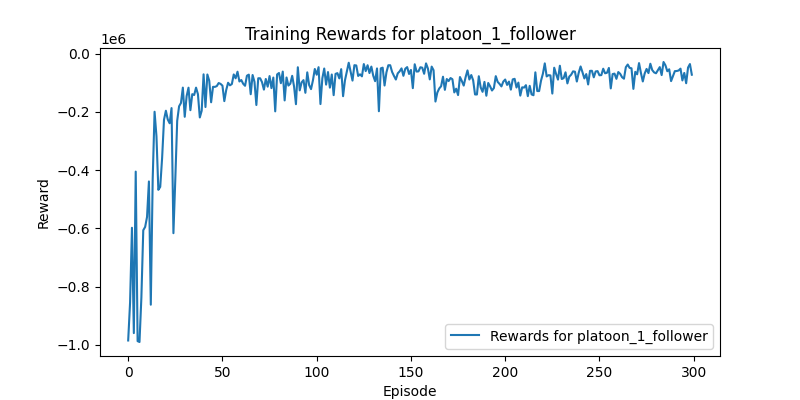 Training Rewards for platoon_1_follower
1e6
0.0
−0.2
−0.4
−0.6
−0.8
−1.0
Reward
0 50 100 150 200 250 300
Episode
Rewards for platoon_1_follower